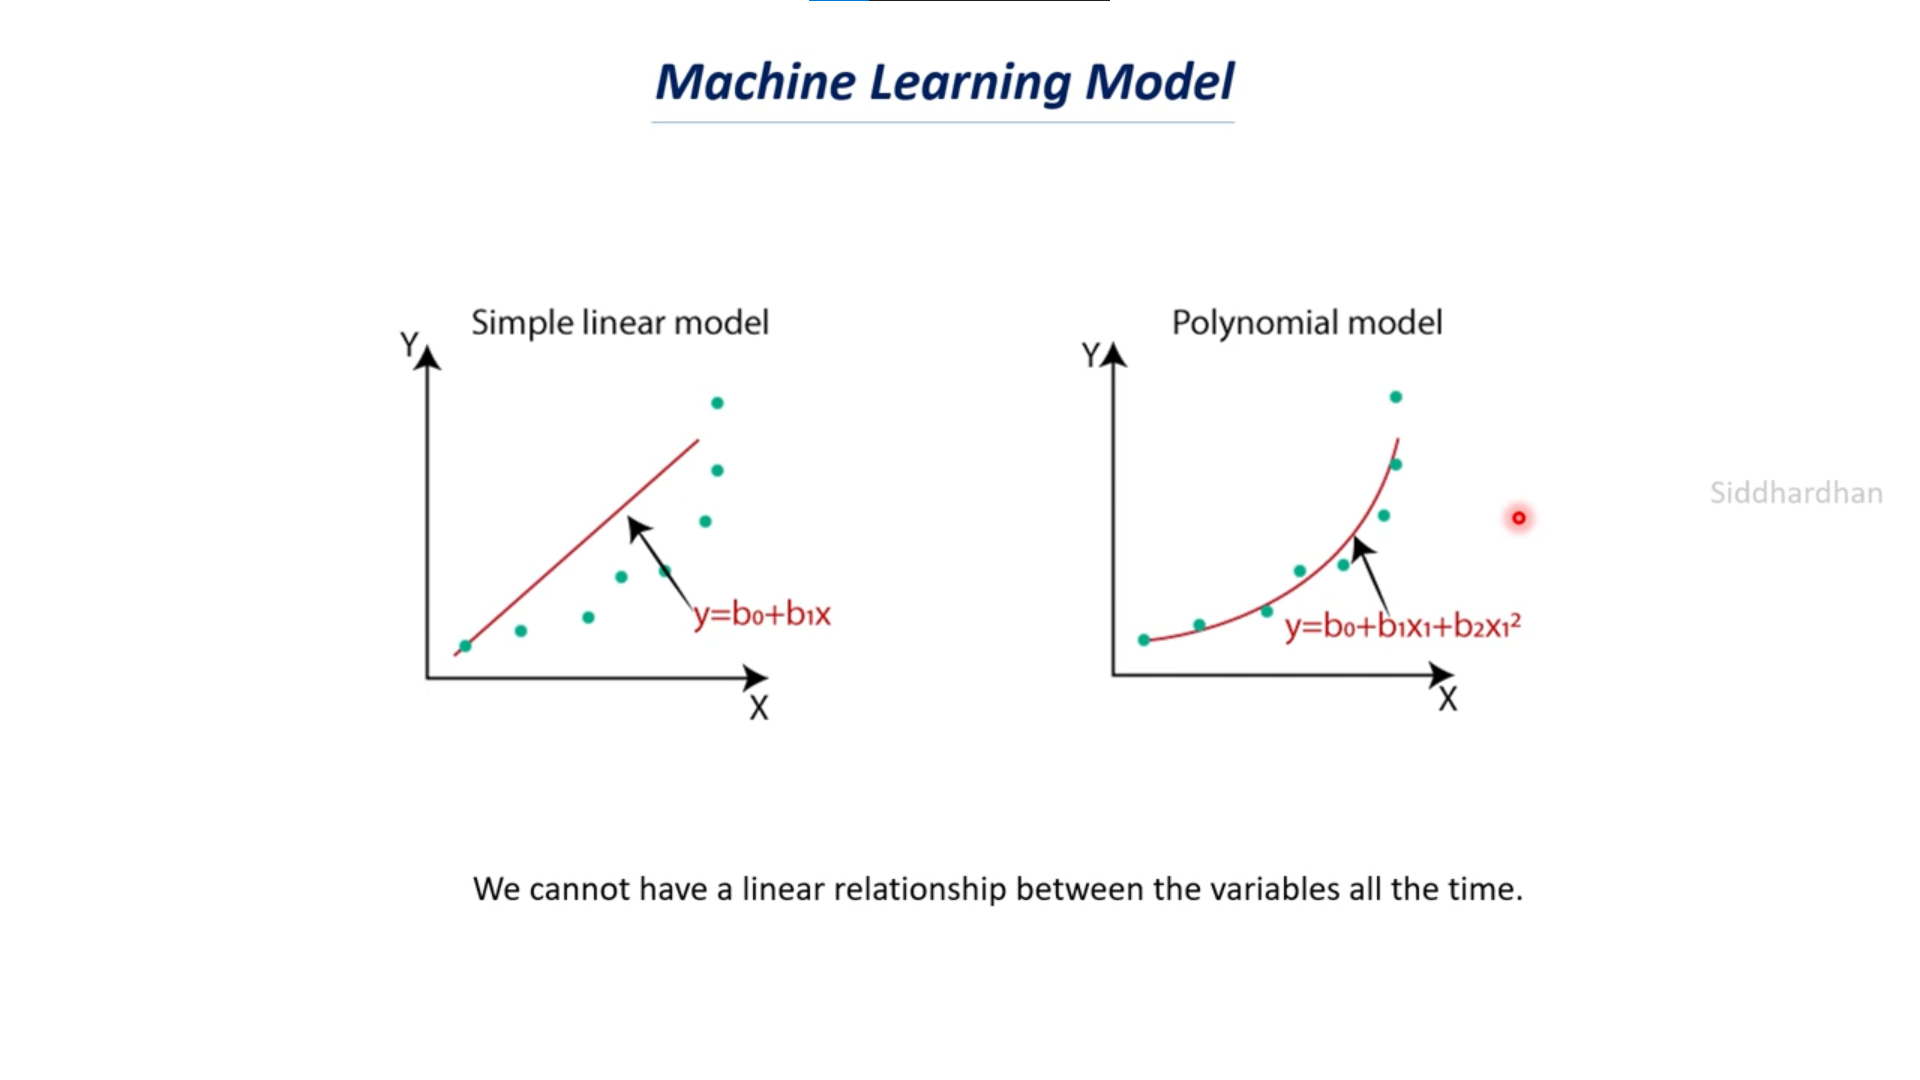 Machine Learning Model
Simple linear model
Y
y=b₀+b₁x
X
Polynomial model
Y
y=b₀+b₁x₁+b₂x₁²
X
Siddhardhan
We cannot have a linear relationship between the variables all the time.